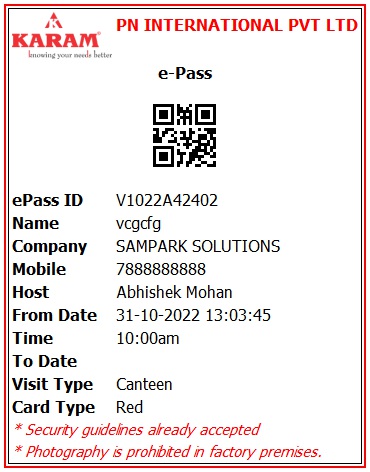 KARAM®
knowing your needs better
PN INTERNATIONAL PVT LTD
e-Pass
ePass ID V1022A42402
Name vcgcfg
Company SAMPARK SOLUTIONS
Mobile 7888888888
Host Abhishek Mohan
From Date 31-10-2022 13:03:45
Time 10:00am
To Date
Visit Type Canteen
Card Type Red
* Security guidelines already accepted
* Photography is prohibited in factory premises.